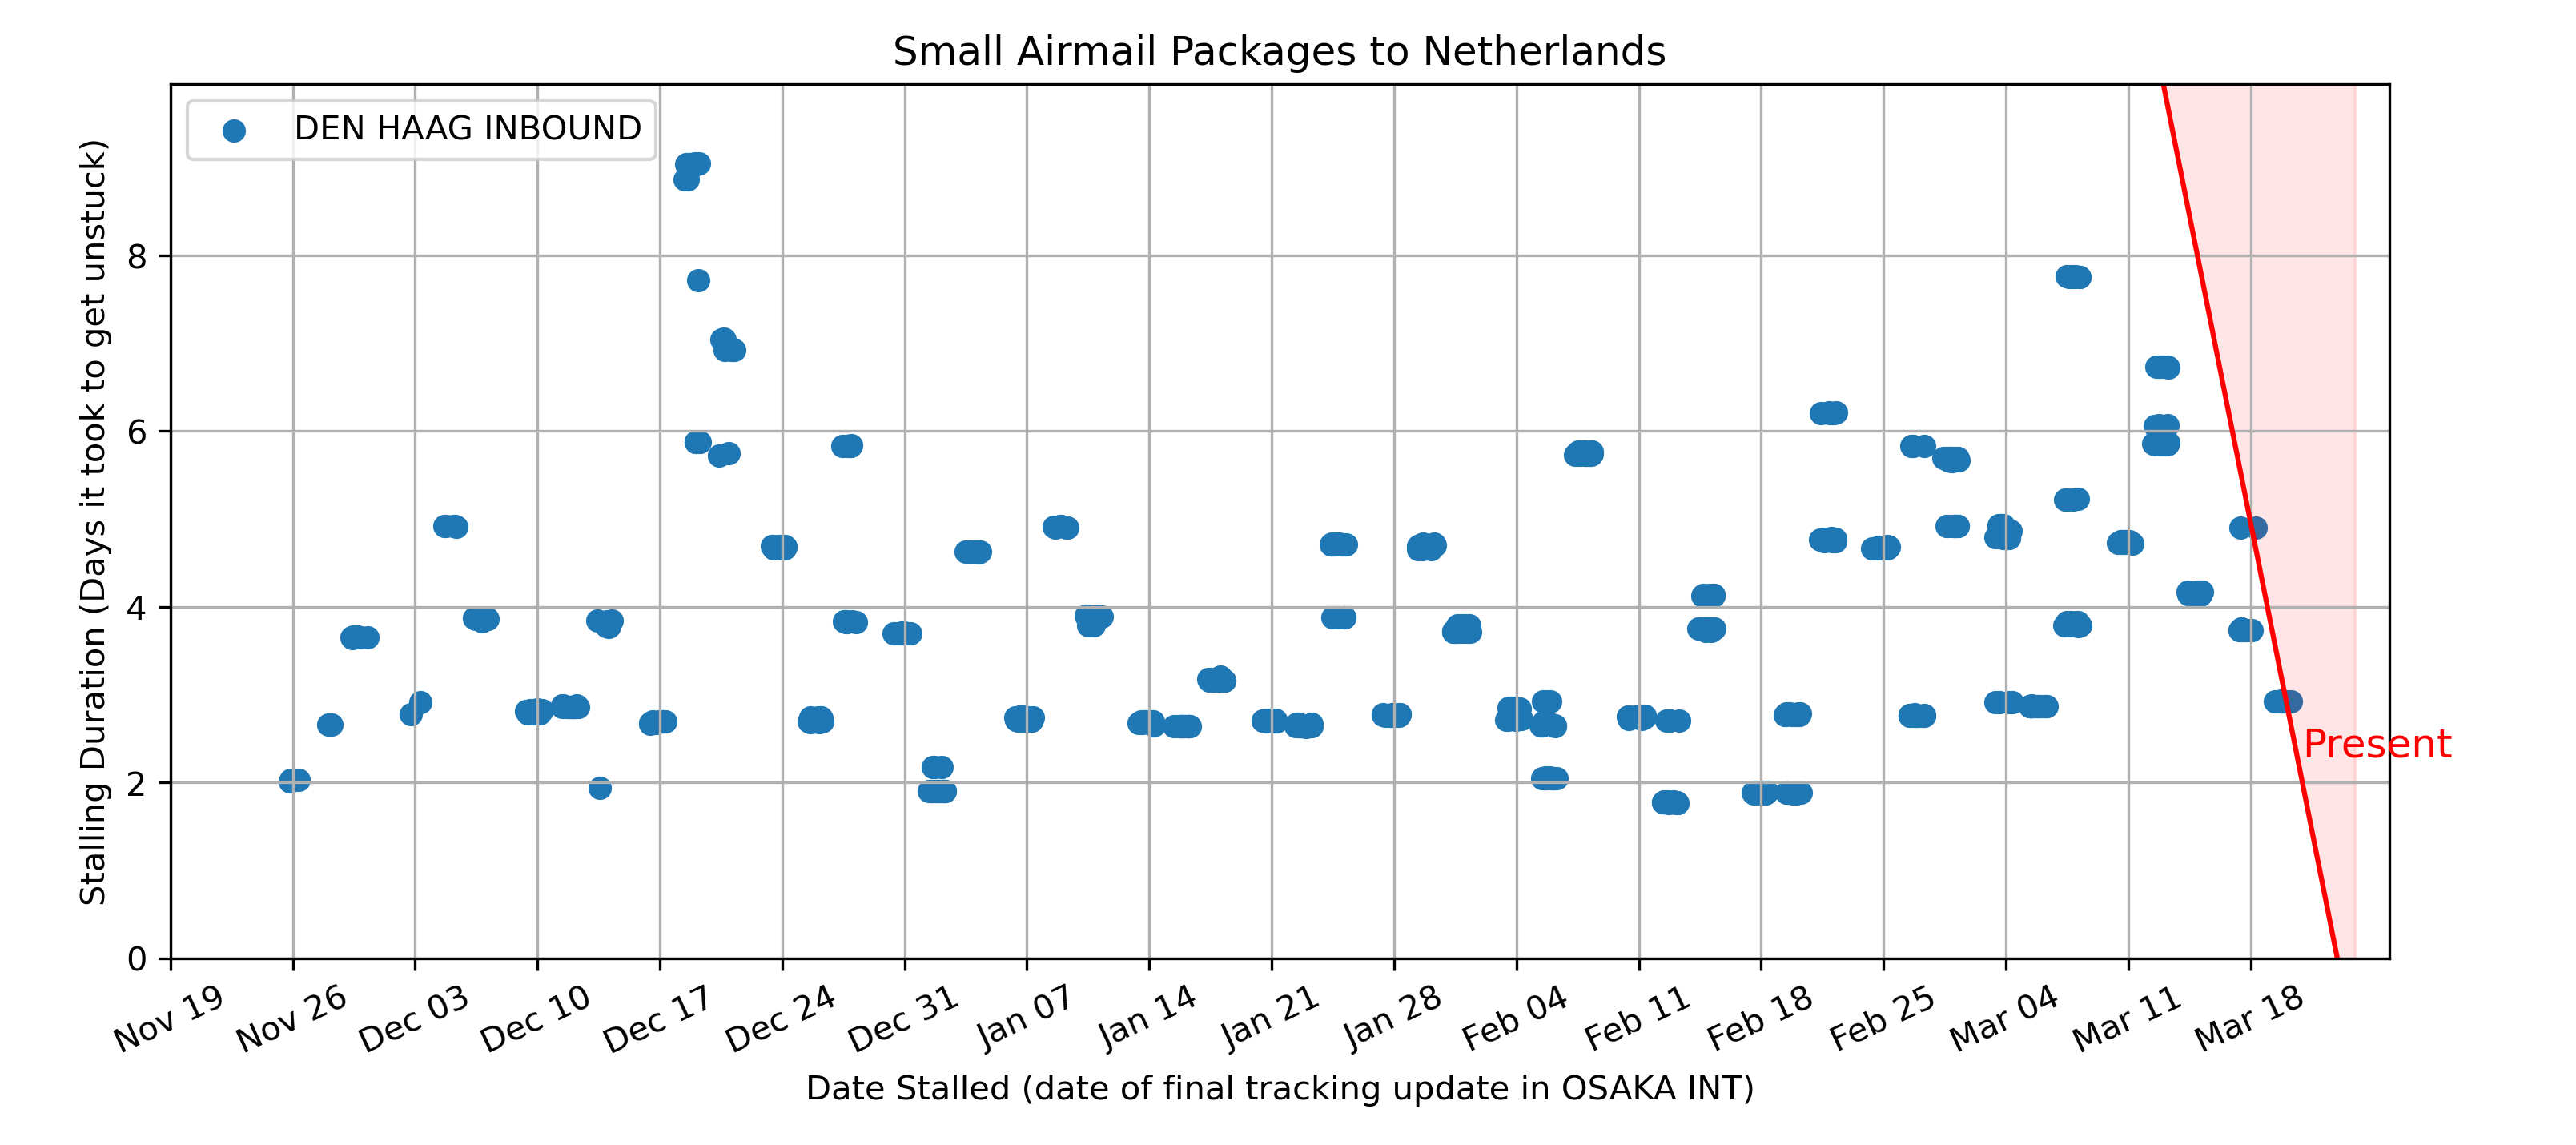 Small Airmail Packages to Netherlands
DEN HAAG INBOUND
Stalling Duration (Days it took to get unstuck)
8
6
4
2
0
Present
Nov 19
Nov 26
Dec 03
Dec 10
Dec 17
Dec 24
Dec 31
Jan 07
Jan 14
Jan 21
Jan 28
Feb 04
Feb 11
Feb 18
Feb 25
Mar 04
Mar 11
Mar 18
Date Stalled (date of final tracking update in OSAKA INT)